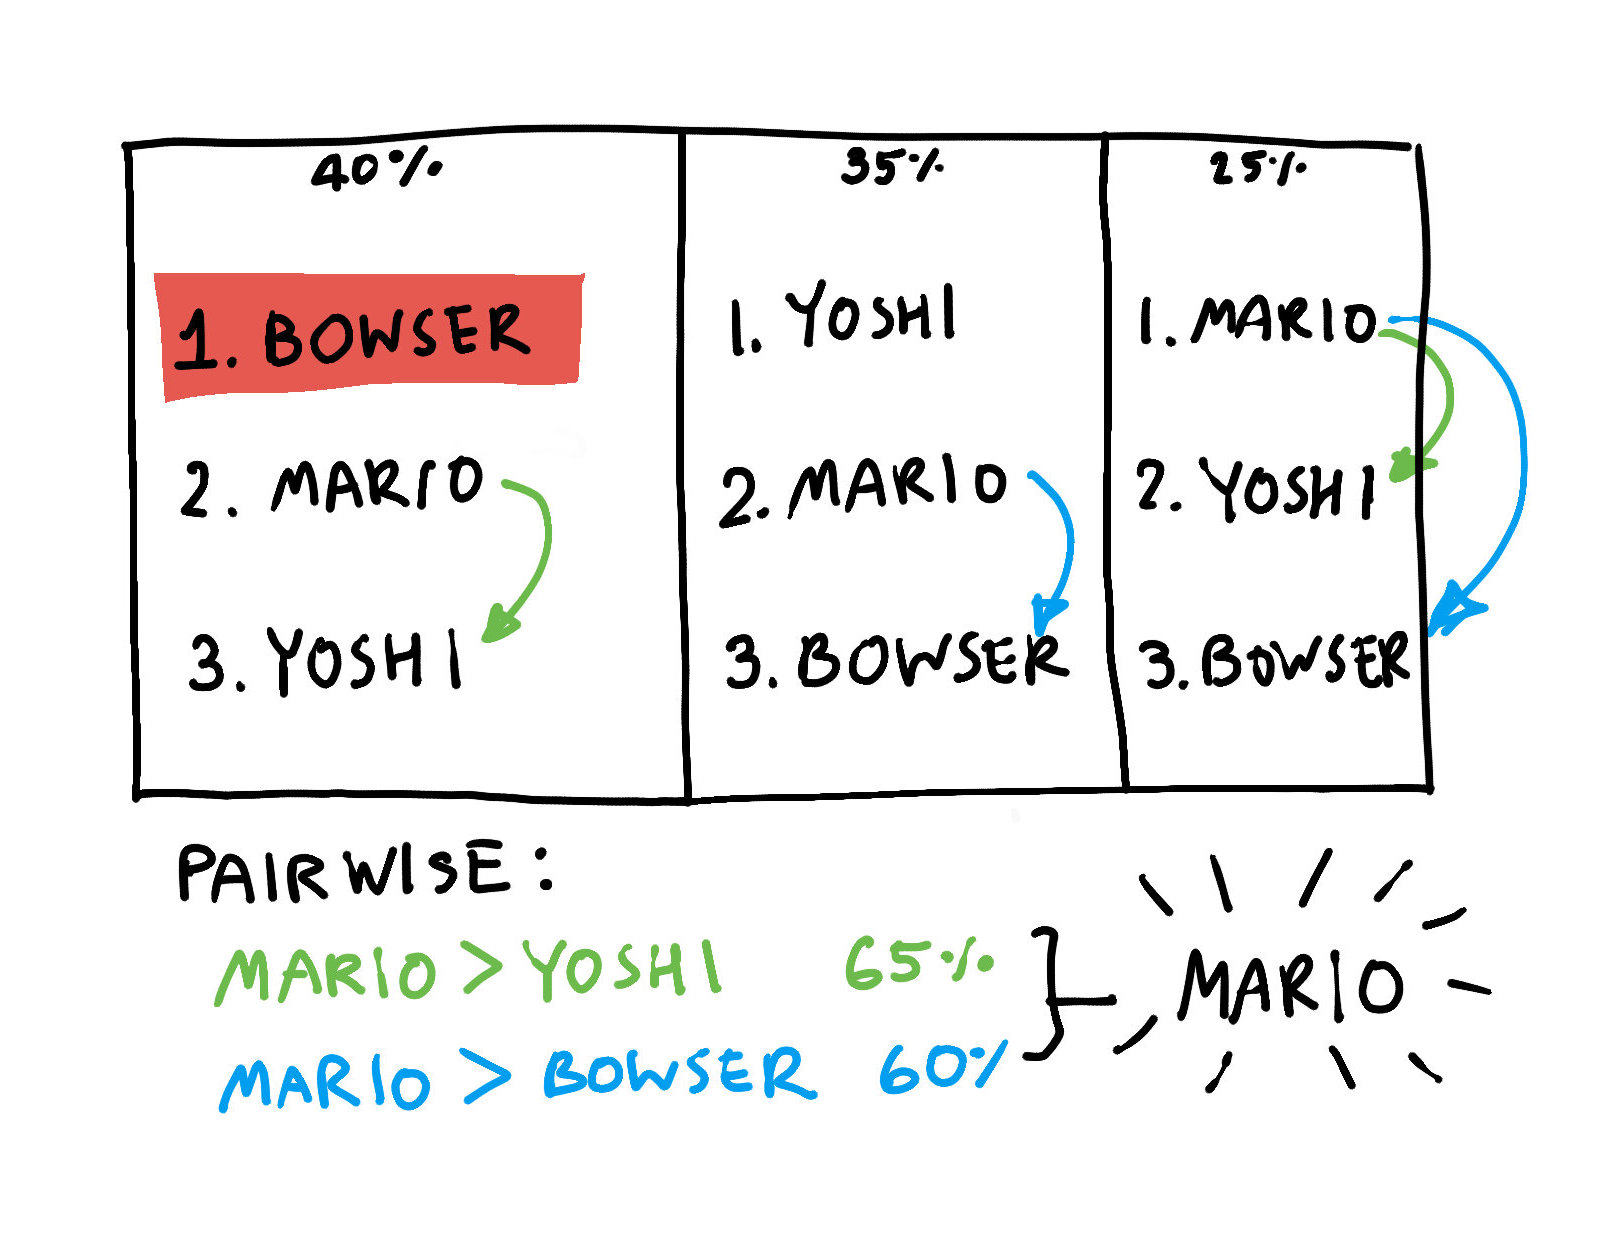 40% 35% 25%
1. BOWSER 1. YOSHI 1. MARIO
2. MARIO 2. MARIO 2. YOSHI
3. YOSHI 3. BOWSER 3. BOWSER
PAIRWISE:
MARIO > YOSHI 65%
MARIO > BOWSER 60%
MARIO